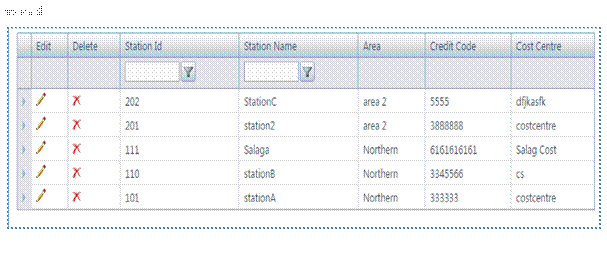 Edit Delete Station Id Station Name Area Credit Code Cost Centre
202 StationC area 2 5555 dfjkasfk
201 station2 area 2 3888888 costcentre
111 Salaga Northern 6161616161 Salag Cost
110 stationB Northern 3345566 cs
101 stationA Northern 333333 costcentre